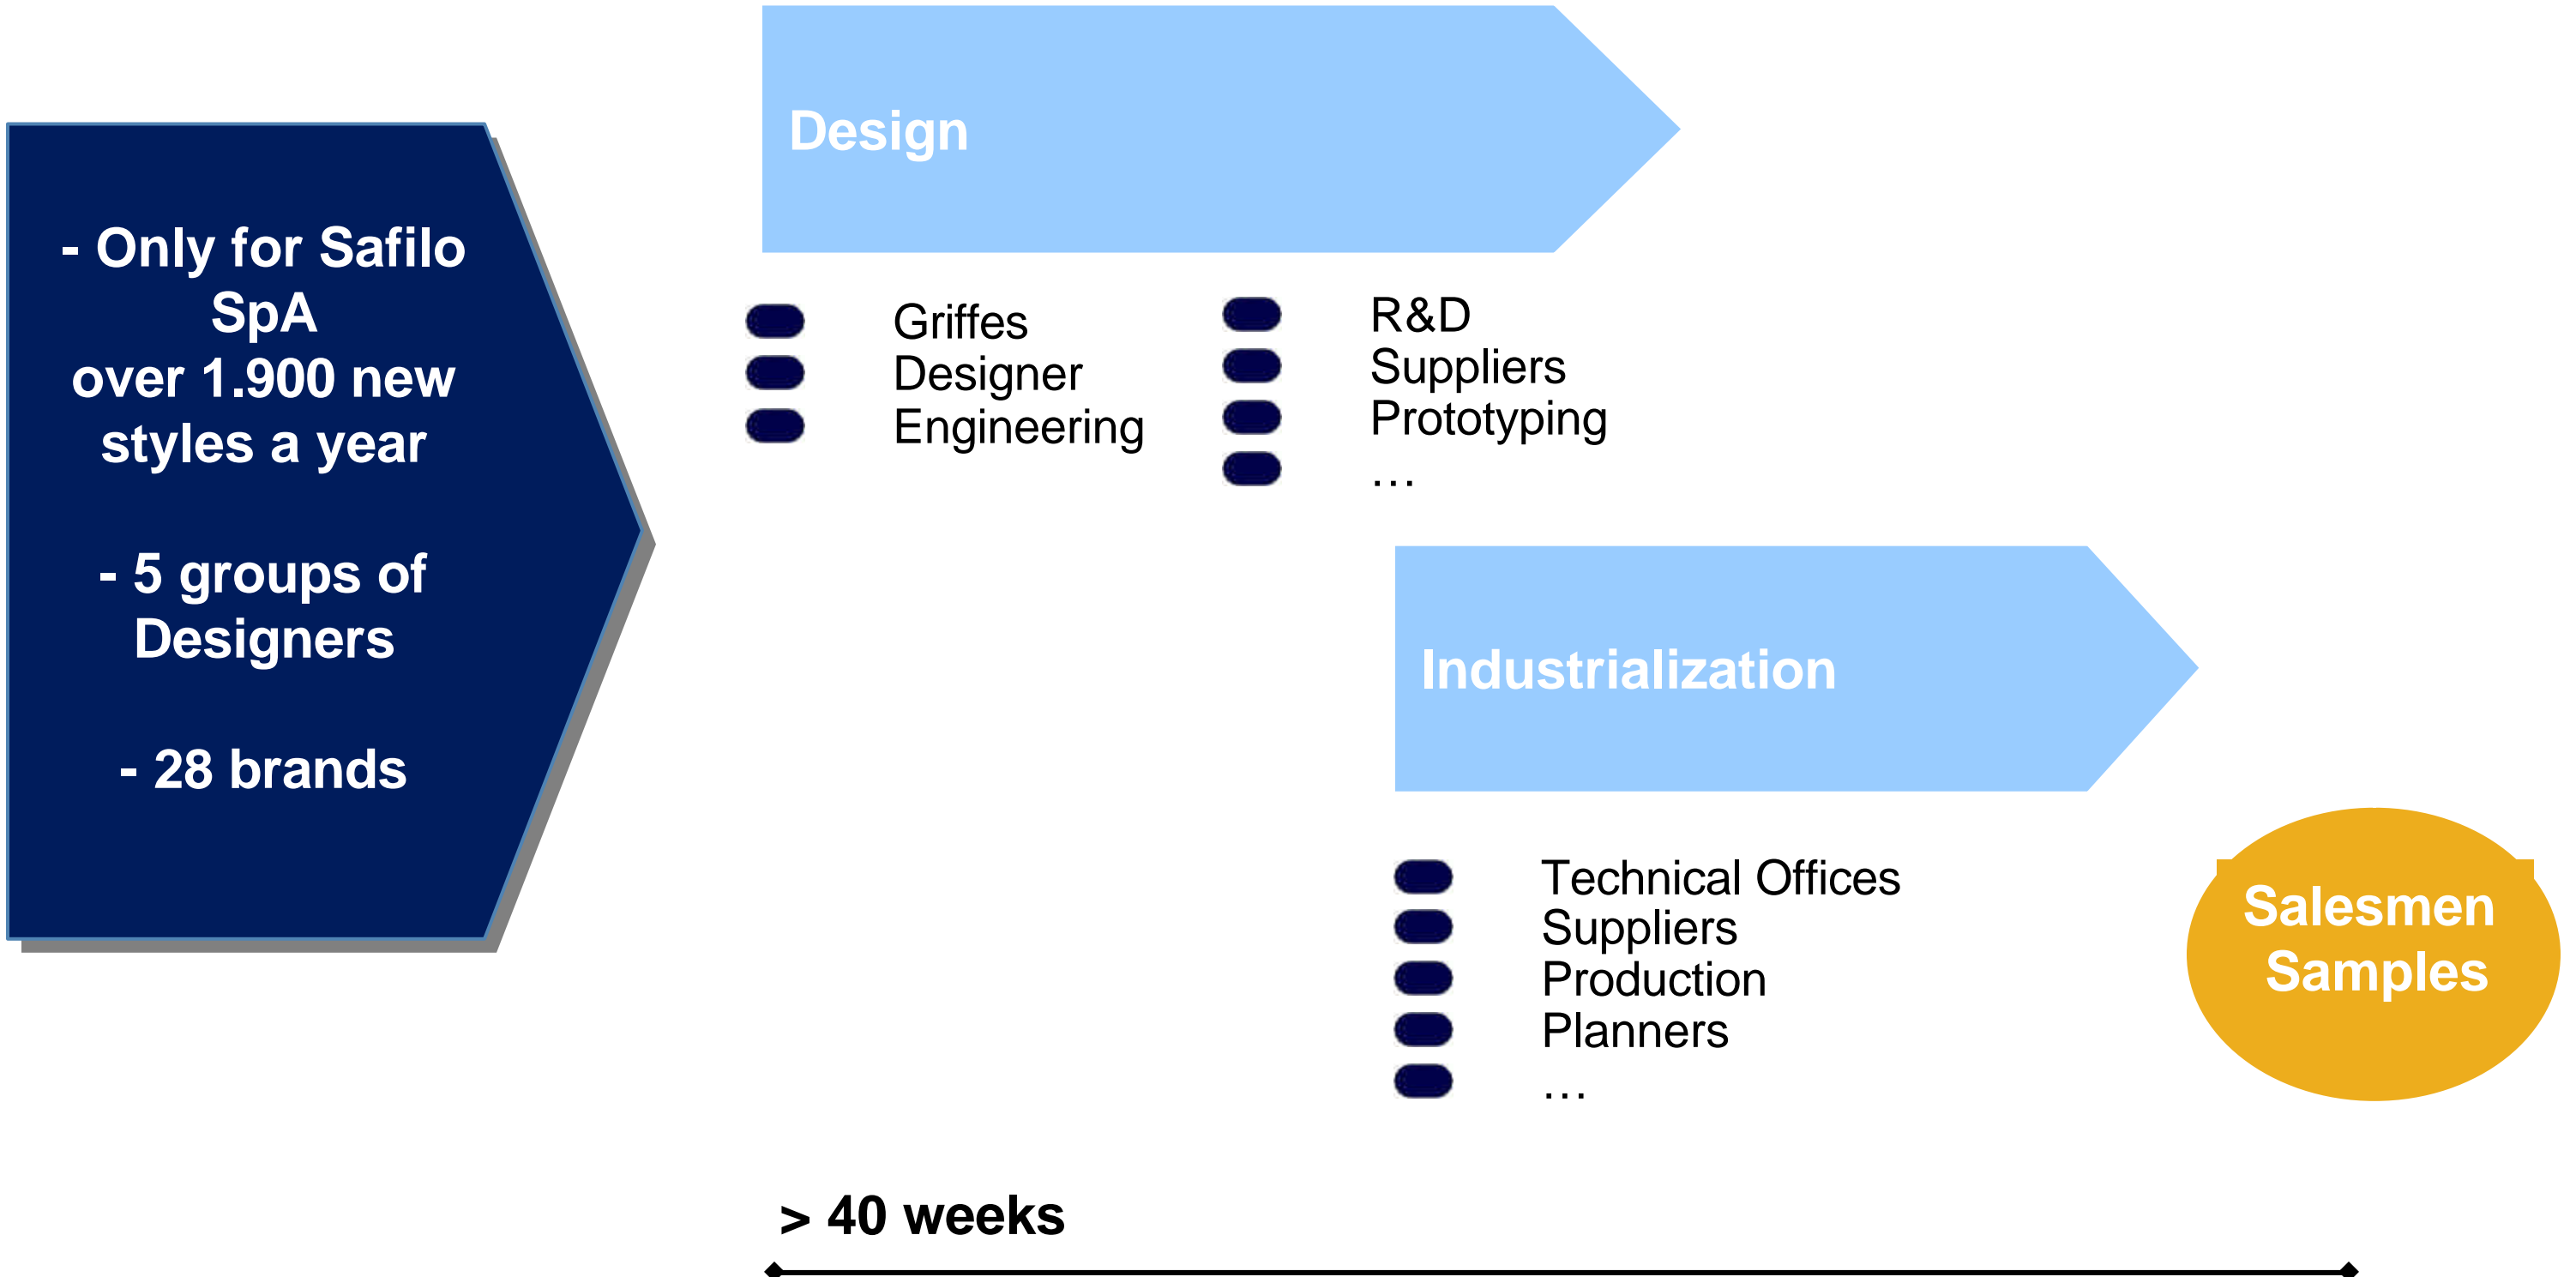 - Only for Safilo
SpA
over 1.900 new
styles a year
- 5 groups of
Designers
- 28 brands
Design
Griffes
Designer
Engineering
R&D
Suppliers
Prototyping
…
Industrialization
Technical Offices
Suppliers
Production
Planners
…
Salesmen
Samples
> 40 weeks